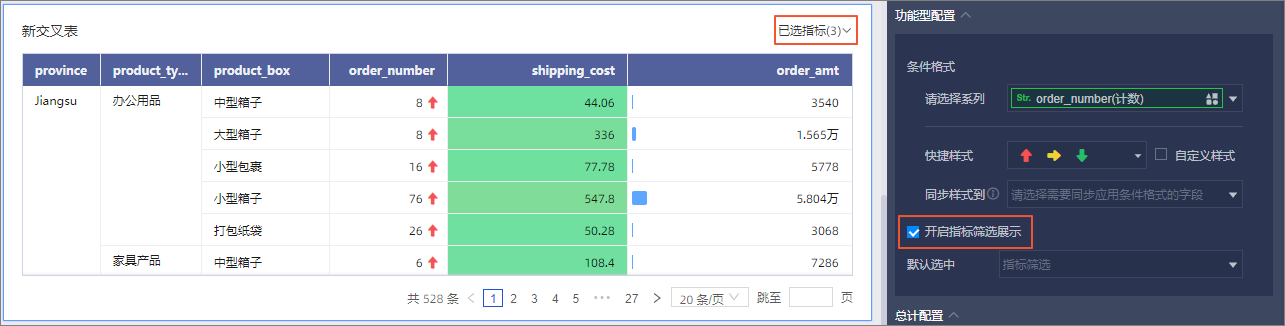 新交叉表
已选指标(3)
province product_ty... product_box order_number shipping_cost order_amt
Jiangsu 办公用品 中型箱子 8 44.06 3540
大型箱子 8 336 1.565万
小型包裹 16 77.78 5778
小型箱子 76 547.8 5.804万
打包纸袋 26 50.28 3068
家具产品 中型箱子 6 108.4 7286
共 528 条 1 2 3 4 5 ••• 27 20 条/页 跳至 页
功能型配置
条件格式
请选择系列 Str. order_number(计数)
快捷样式 自定义样式
同步样式到 请选择需要同步应用条件格式的字段
开启指标筛选展示
默认选中 指标筛选
总计配置